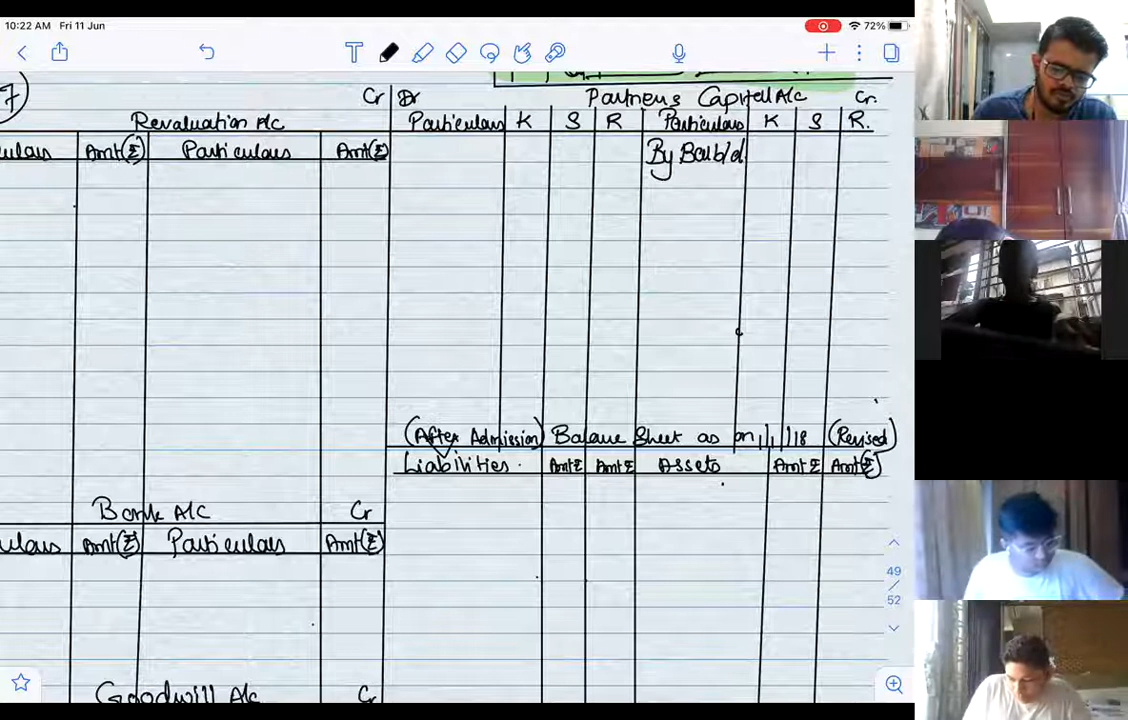 10:22 AM Fri 11 Jun
72%
T
7
Cr
Revaluation A/c
Amt(₹) Particulars Amt(₹)
Dr Partners Capital A/c Cr.
Particulars K S R Particulars K S R.
By Bal b/d
(After Admission) Balance Sheet as on 1/1/18 (Revised)
Liabilities. Amt₹ Amt₹ Assets Amt₹ Amt(₹)
Bank A/c Cr
Amt(₹) Particulars Amt(₹)
Goodwill A/c Cr
49
/
52